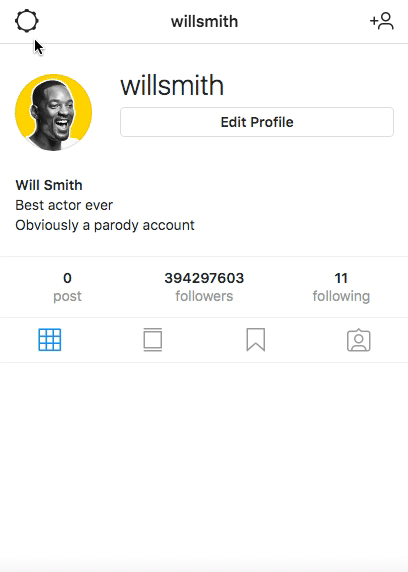 willsmith
willsmith
Edit Profile
Will Smith
Best actor ever
Obviously a parody account
0 394297603 11
post followers following